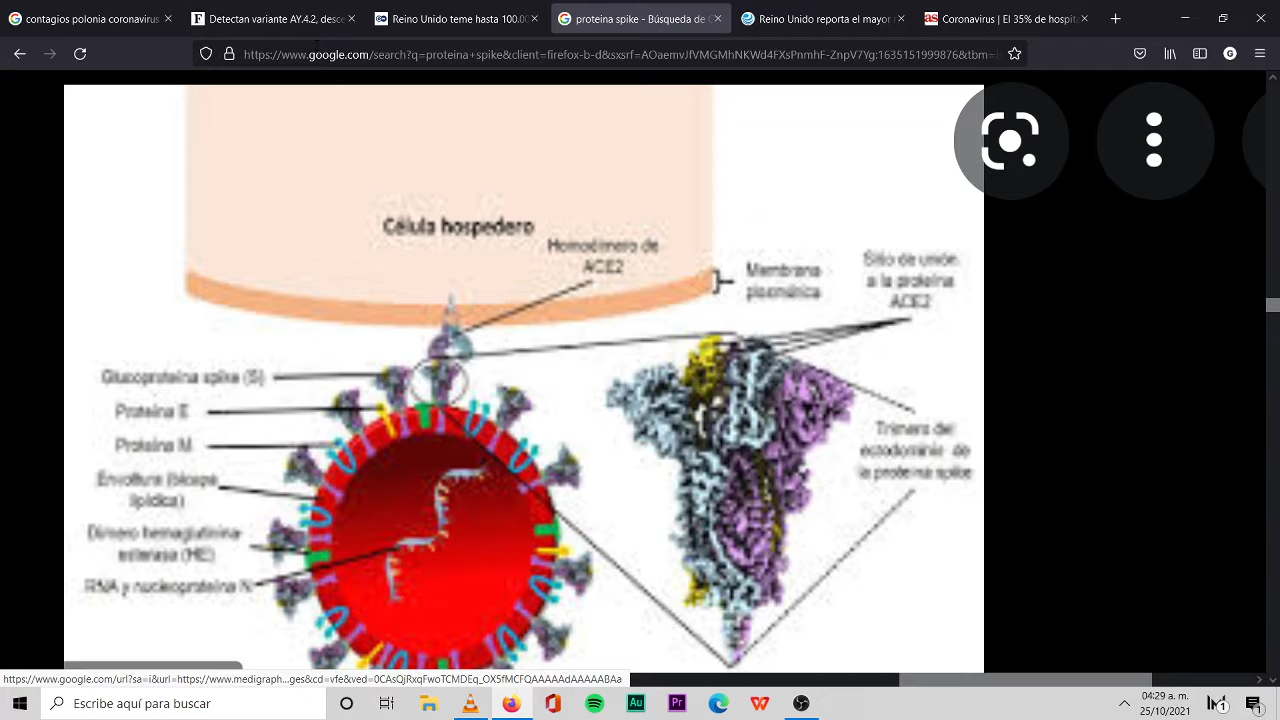 contagios polonia coronavirus
Detectan variante AY.4.2, desc
Reino Unido tenía hasta 100.00
proteina spike - Búsqueda de G
Reino Unido reporta el mayor
Coronavirus | El 35% de hospita
https://www.google.com/search?q=proteina+spike&client=firefox-b-d&sxsrf=AOaemvJfVMGMhNKWd4FXsPnmhF-ZnpV7Yg:1635151999876&tbm=i
Célula hospedero
Homodímero de
ACE2
Membrana
plasmática
Sitio de unión
a la proteína
ACE2
Glucoproteína spike (S)
Proteína E
Proteína M
Envoltura (bicapa
lipídica)
Dímero hemaglutinina-
esterasa (HE)
RNA y nucleoproteína N
Trímero del
ectodominio de
la proteína spike
https://www.google.com/url?sa=i&url=https://www.medigraph...ges&cd=vfe&ved=0CAsQjRxqFwoTCMDEq_OX5fMCFQAAAAAdAAAAABAa
Escribe aquí para buscar
04:29 a. m.
25/10/2021